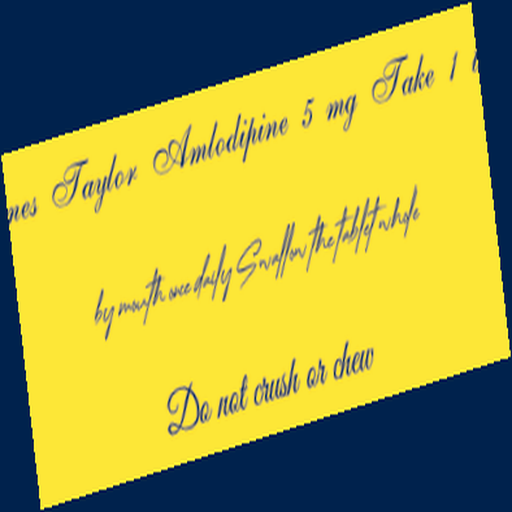 Taylor Amlodipine 5 mg Take 1
by mouth once daily Swallow the tablet whole
Do not crush or chew